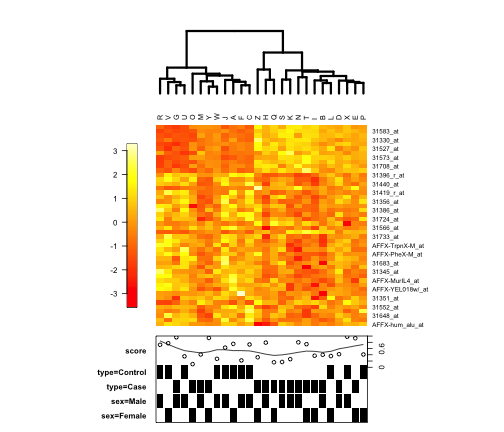 R V G U O M Y W J A F C Z H Q S K N T I B L D X E P
31583_at
31330_at
31527_at
31573_at
31708_at
31396_r_at
31440_at
31419_r_at
31356_at
31386_at
31724_at
31566_at
31733_at
AFFX-TrpnX-M_at
AFFX-PheX-M_at
31683_at
31345_at
AFFX-MurIL4_at
AFFX-YEL018w/_at
31351_at
31552_at
31648_at
AFFX-hum_alu_at
3
2
1
0
-1
-2
-3
score
0.6
0
type=Control
type=Case
sex=Male
sex=Female